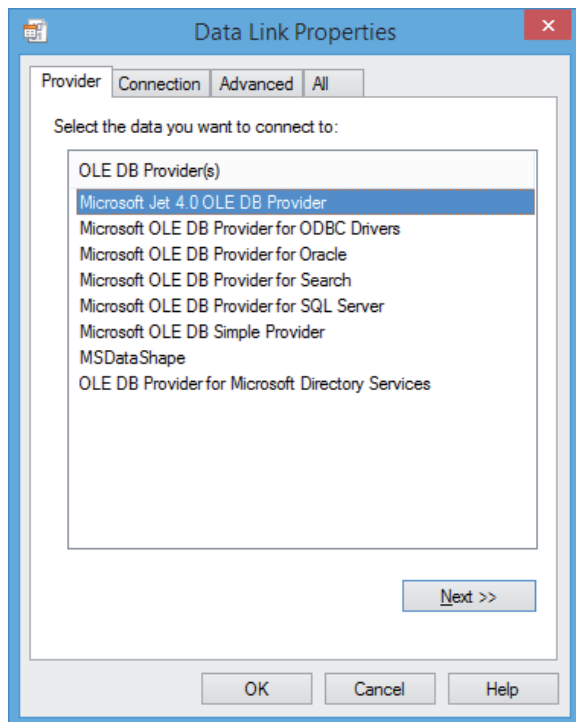 Data Link Properties
Provider Connection Advanced All
Select the data you want to connect to:
OLE DB Provider(s)
Microsoft Jet 4.0 OLE DB Provider
Microsoft OLE DB Provider for ODBC Drivers
Microsoft OLE DB Provider for Oracle
Microsoft OLE DB Provider for Search
Microsoft OLE DB Provider for SQL Server
Microsoft OLE DB Simple Provider
MSDataShape
OLE DB Provider for Microsoft Directory Services
Next >>
OK Cancel Help